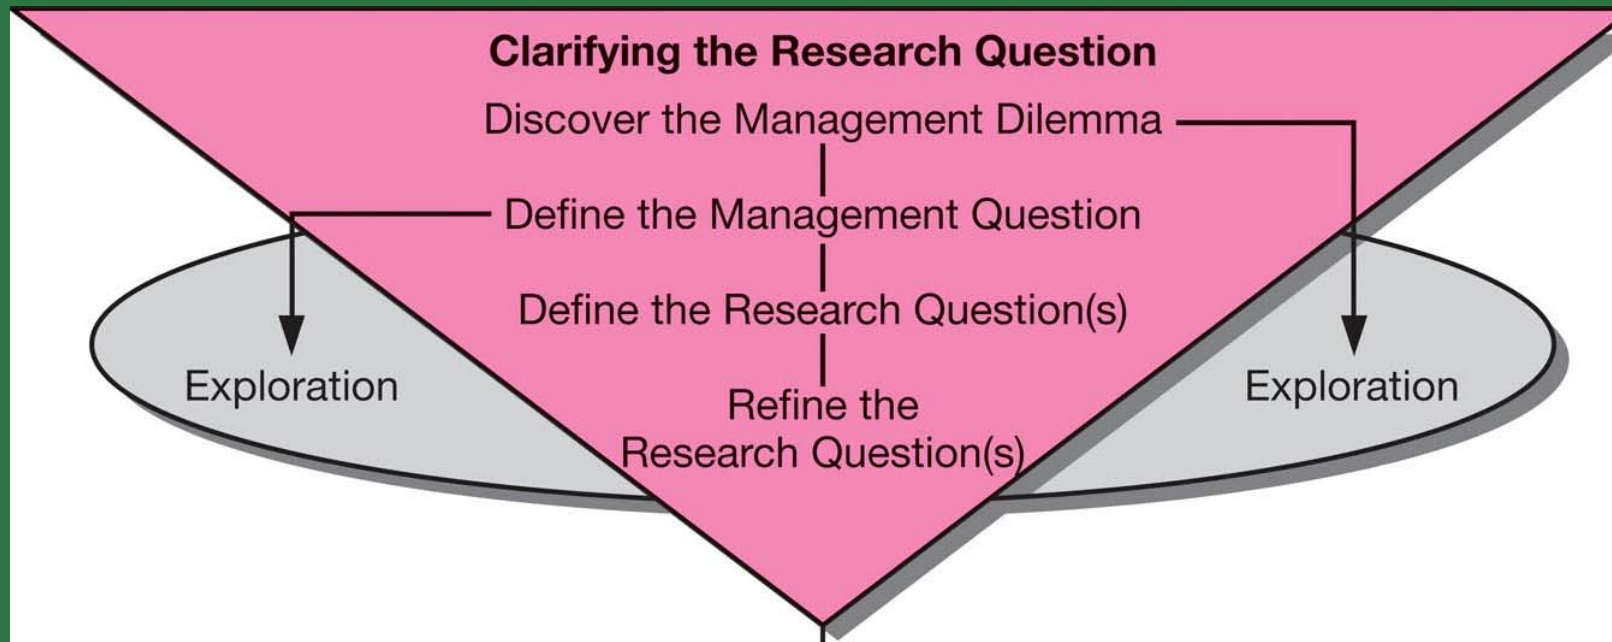 Clarifying the Research Question
Discover the Management Dilemma
Define the Management Question
Define the Research Question(s)
Exploration
Refine the
Research Question(s)
Exploration